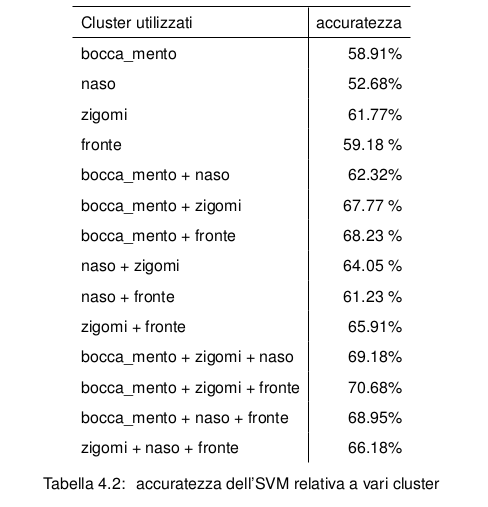 Cluster utilizzati accuratezza
bocca_mento 58.91%
naso 52.68%
zigomi 61.77%
fronte 59.18 %
bocca_mento + naso 62.32%
bocca_mento + zigomi 67.77 %
bocca_mento + fronte 68.23 %
naso + zigomi 64.05 %
naso + fronte 61.23 %
zigomi + fronte 65.91%
bocca_mento + zigomi + naso 69.18%
bocca_mento + zigomi + fronte 70.68%
bocca_mento + naso + fronte 68.95%
zigomi + naso + fronte 66.18%
Tabella 4.2: accuratezza dell'SVM relativa a vari cluster